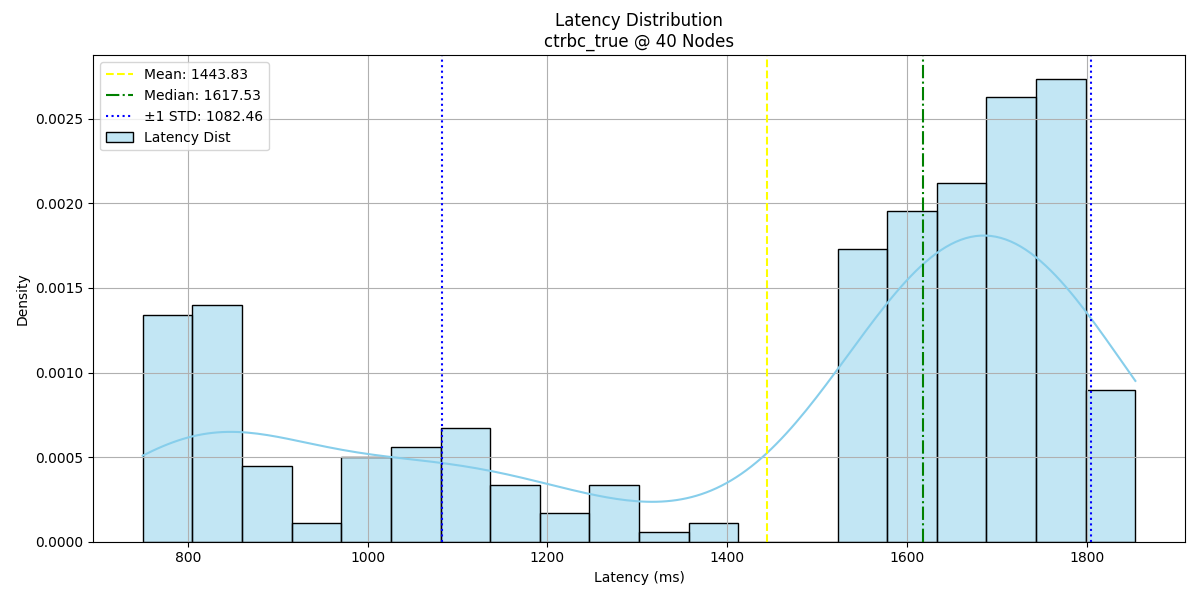 Latency Distribution
ctrbc_true @ 40 Nodes
Mean: 1443.83
Median: 1617.53
±1 STD: 1082.46
Latency Dist
Density
0.0025
0.0020
0.0015
0.0010
0.0005
0.0000
800 1000 1200 1400 1600 1800
Latency (ms)